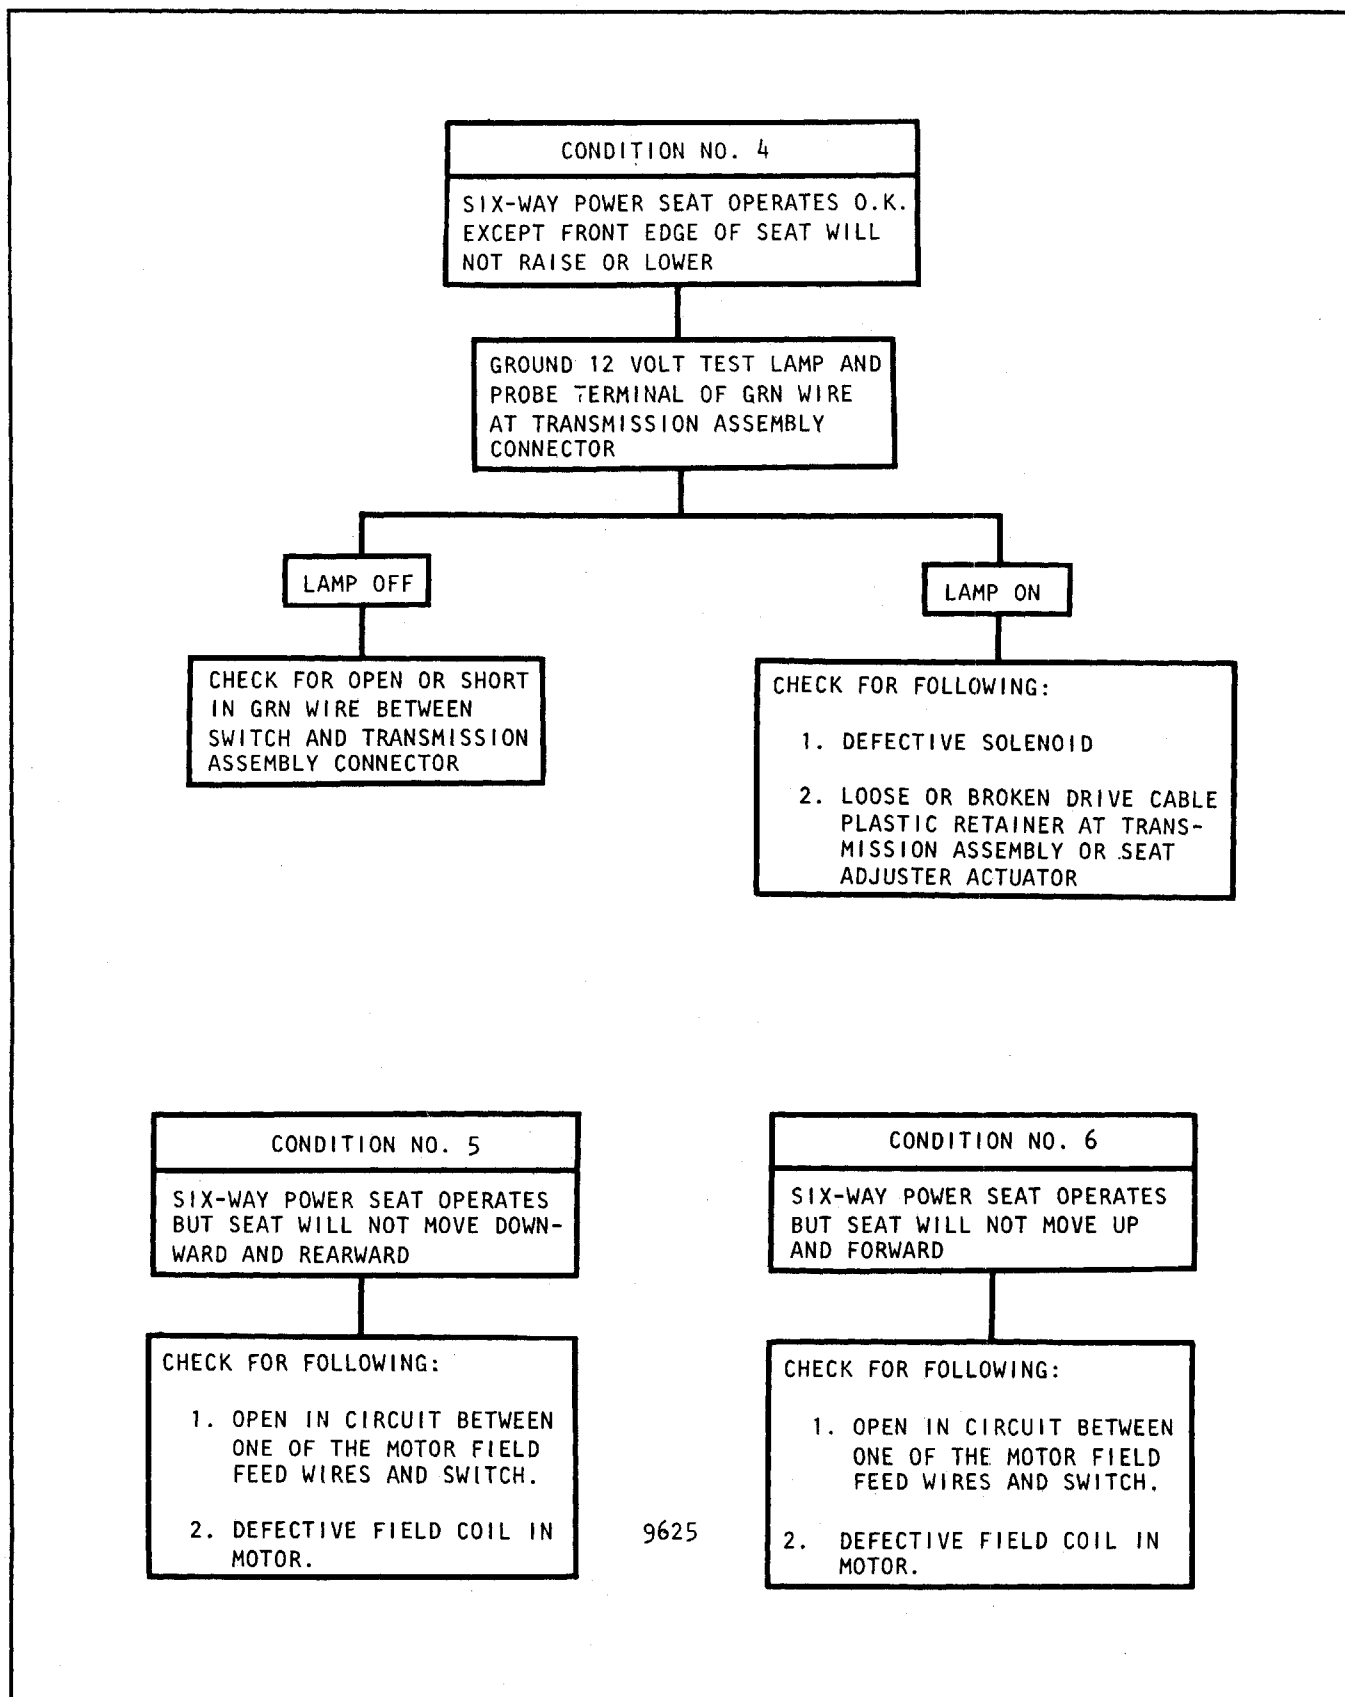 CONDITION NO. 4
SIX-WAY POWER SEAT OPERATES O.K.
EXCEPT FRONT EDGE OF SEAT WILL
NOT RAISE OR LOWER
GROUND 12 VOLT TEST LAMP AND
PROBE TERMINAL OF GRN WIRE
AT TRANSMISSION ASSEMBLY
CONNECTOR
LAMP OFF
LAMP ON
CHECK FOR OPEN OR SHORT
IN GRN WIRE BETWEEN
SWITCH AND TRANSMISSION
ASSEMBLY CONNECTOR
CHECK FOR FOLLOWING:
1. DEFECTIVE SOLENOID
2. LOOSE OR BROKEN DRIVE CABLE
PLASTIC RETAINER AT TRANS-
MISSION ASSEMBLY OR SEAT
ADJUSTER ACTUATOR
CONDITION NO. 5
SIX-WAY POWER SEAT OPERATES
BUT SEAT WILL NOT MOVE DOWN-
WARD AND REARWARD
CHECK FOR FOLLOWING:
1. OPEN IN CIRCUIT BETWEEN
ONE OF THE MOTOR FIELD
FEED WIRES AND SWITCH.
2. DEFECTIVE FIELD COIL IN
MOTOR.
CONDITION NO. 6
SIX-WAY POWER SEAT OPERATES
BUT SEAT WILL NOT MOVE UP
AND FORWARD
CHECK FOR FOLLOWING:
1. OPEN IN CIRCUIT BETWEEN
ONE OF THE MOTOR FIELD
FEED WIRES AND SWITCH.
2. DEFECTIVE FIELD COIL IN
MOTOR.
9625